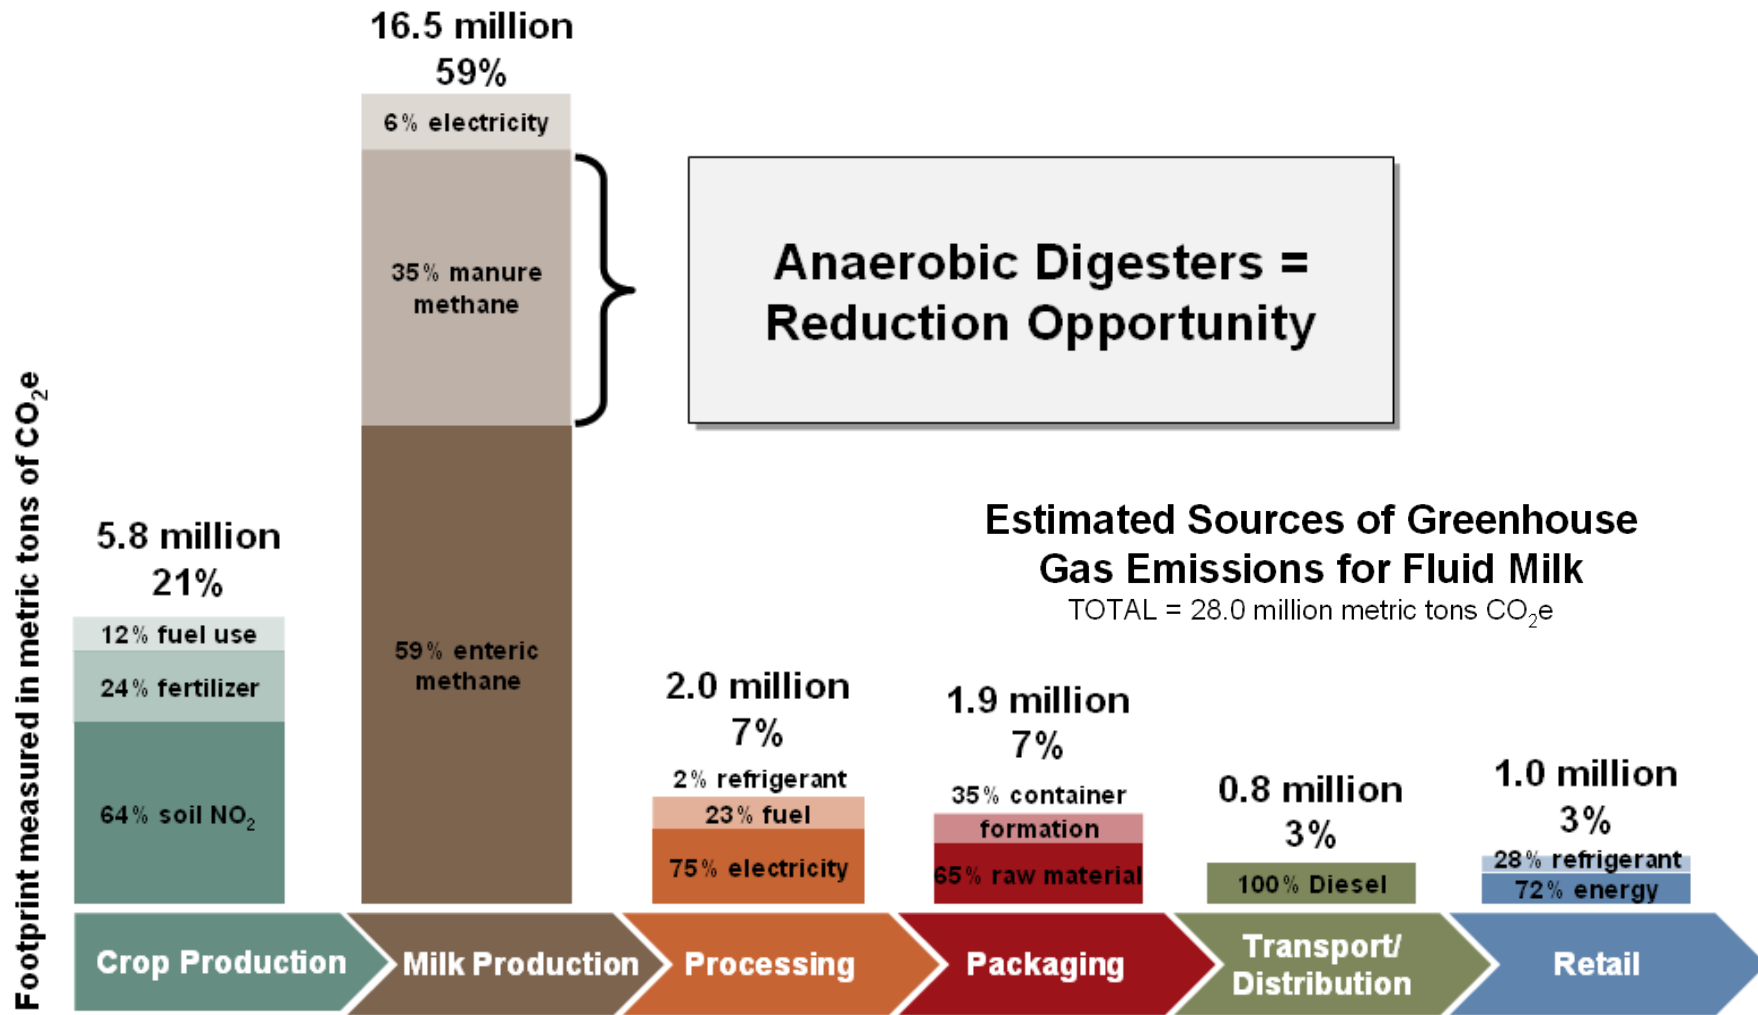 Footprint measured in metric tons of CO₂e
5.8 million
21%
12% fuel use
24% fertilizer
64% soil NO₂
16.5 million
59%
6% electricity
35% manure
methane
59% enteric
methane
Anaerobic Digesters =
Reduction Opportunity
Estimated Sources of Greenhouse
Gas Emissions for Fluid Milk
TOTAL = 28.0 million metric tons CO₂e
2.0 million
7%
2% refrigerant
23% fuel
75% electricity
1.9 million
7%
35% container
formation
65% raw material
0.8 million
3%
100% Diesel
1.0 million
3%
28% refrigerant
72% energy
Crop Production
Milk Production
Processing
Packaging
Transport/
Distribution
Retail